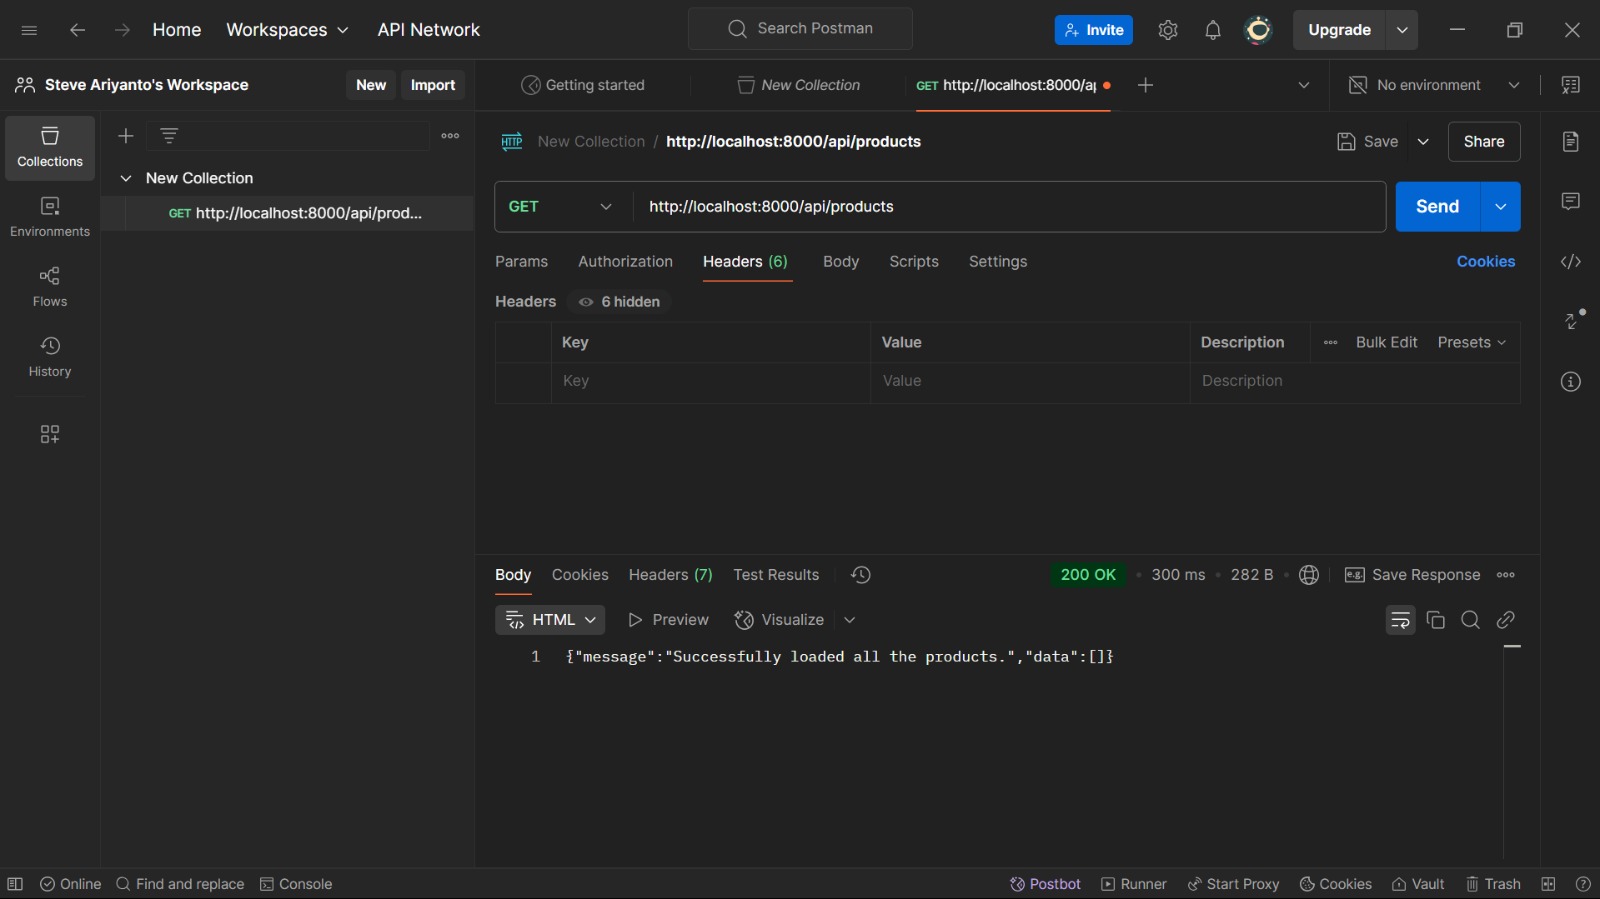 Home Workspaces API Network Search Postman Invite Upgrade
Steve Ariyanto's Workspace New Import Getting started New Collection GET http://localhost:8000/ap No environment
Collections
Environments
Flows
History
New Collection
GET http://localhost:8000/api/prod...
HTTP New Collection / http://localhost:8000/api/products Save Share
GET http://localhost:8000/api/products Send
Params Authorization Headers (6) Body Scripts Settings Cookies
Headers 6 hidden
Key Value Description Bulk Edit Presets
Key Value Description
Body Cookies Headers (7) Test Results 200 OK • 300 ms • 282 B • e.g. Save Response
HTML Preview Visualize
1 {"message":"Successfully loaded all the products.","data":[]}
Online Find and replace Console Postbot Runner Start Proxy Cookies Vault Trash